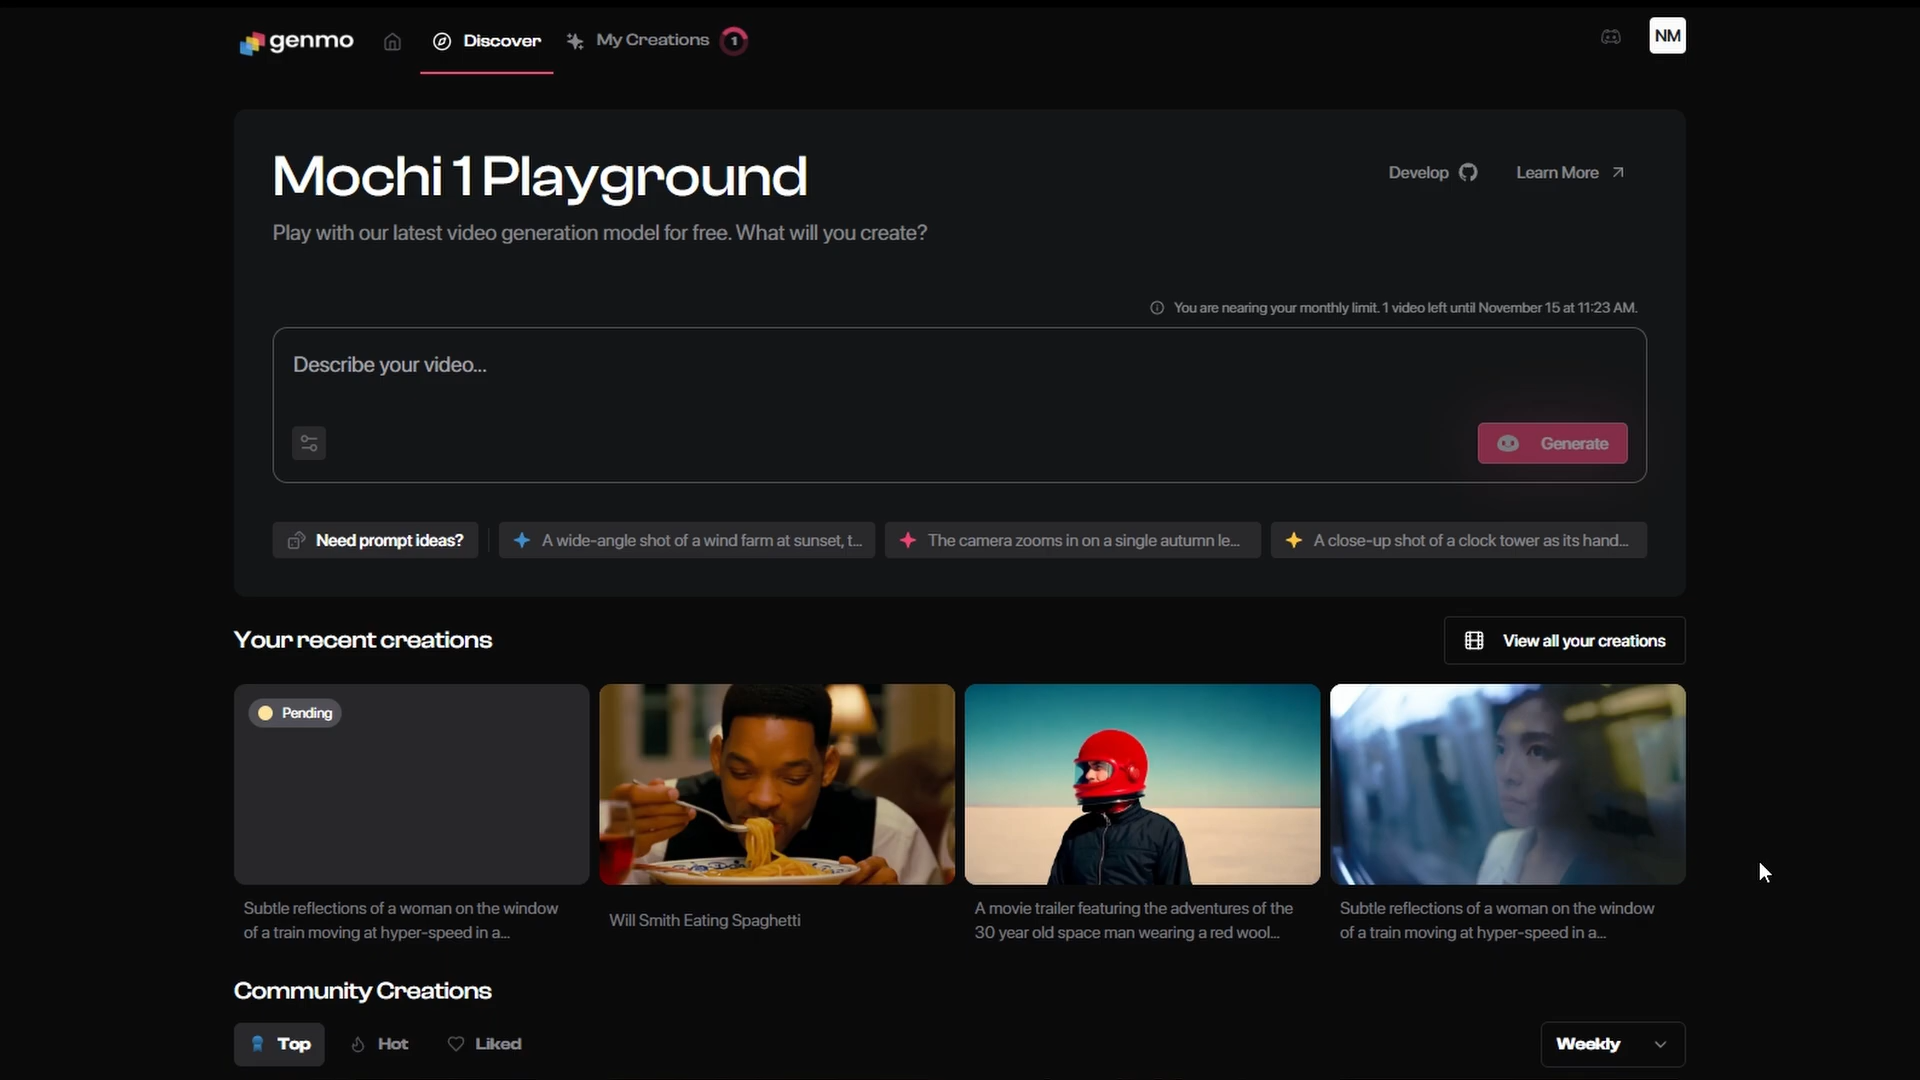 genmo
Discover
My Creations
1
NM
Mochi 1 Playground
Develop
Learn More
Play with our latest video generation model for free. What will you create?
You are nearing your monthly limit. 1 video left until November 15 at 11:23 AM.
Describe your video...
Generate
Need prompt ideas?
A wide-angle shot of a wind farm at sunset, t...
The camera zooms in on a single autumn le...
A close-up shot of a clock tower as its hand...
Your recent creations
View all your creations
Pending
Subtle reflections of a woman on the window
of a train moving at hyper-speed in a...
Will Smith Eating Spaghetti
A movie trailer featuring the adventures of the
30 year old space man wearing a red wool...
Subtle reflections of a woman on the window
of a train moving at hyper-speed in a...
Community Creations
Top
Hot
Liked
Weekly